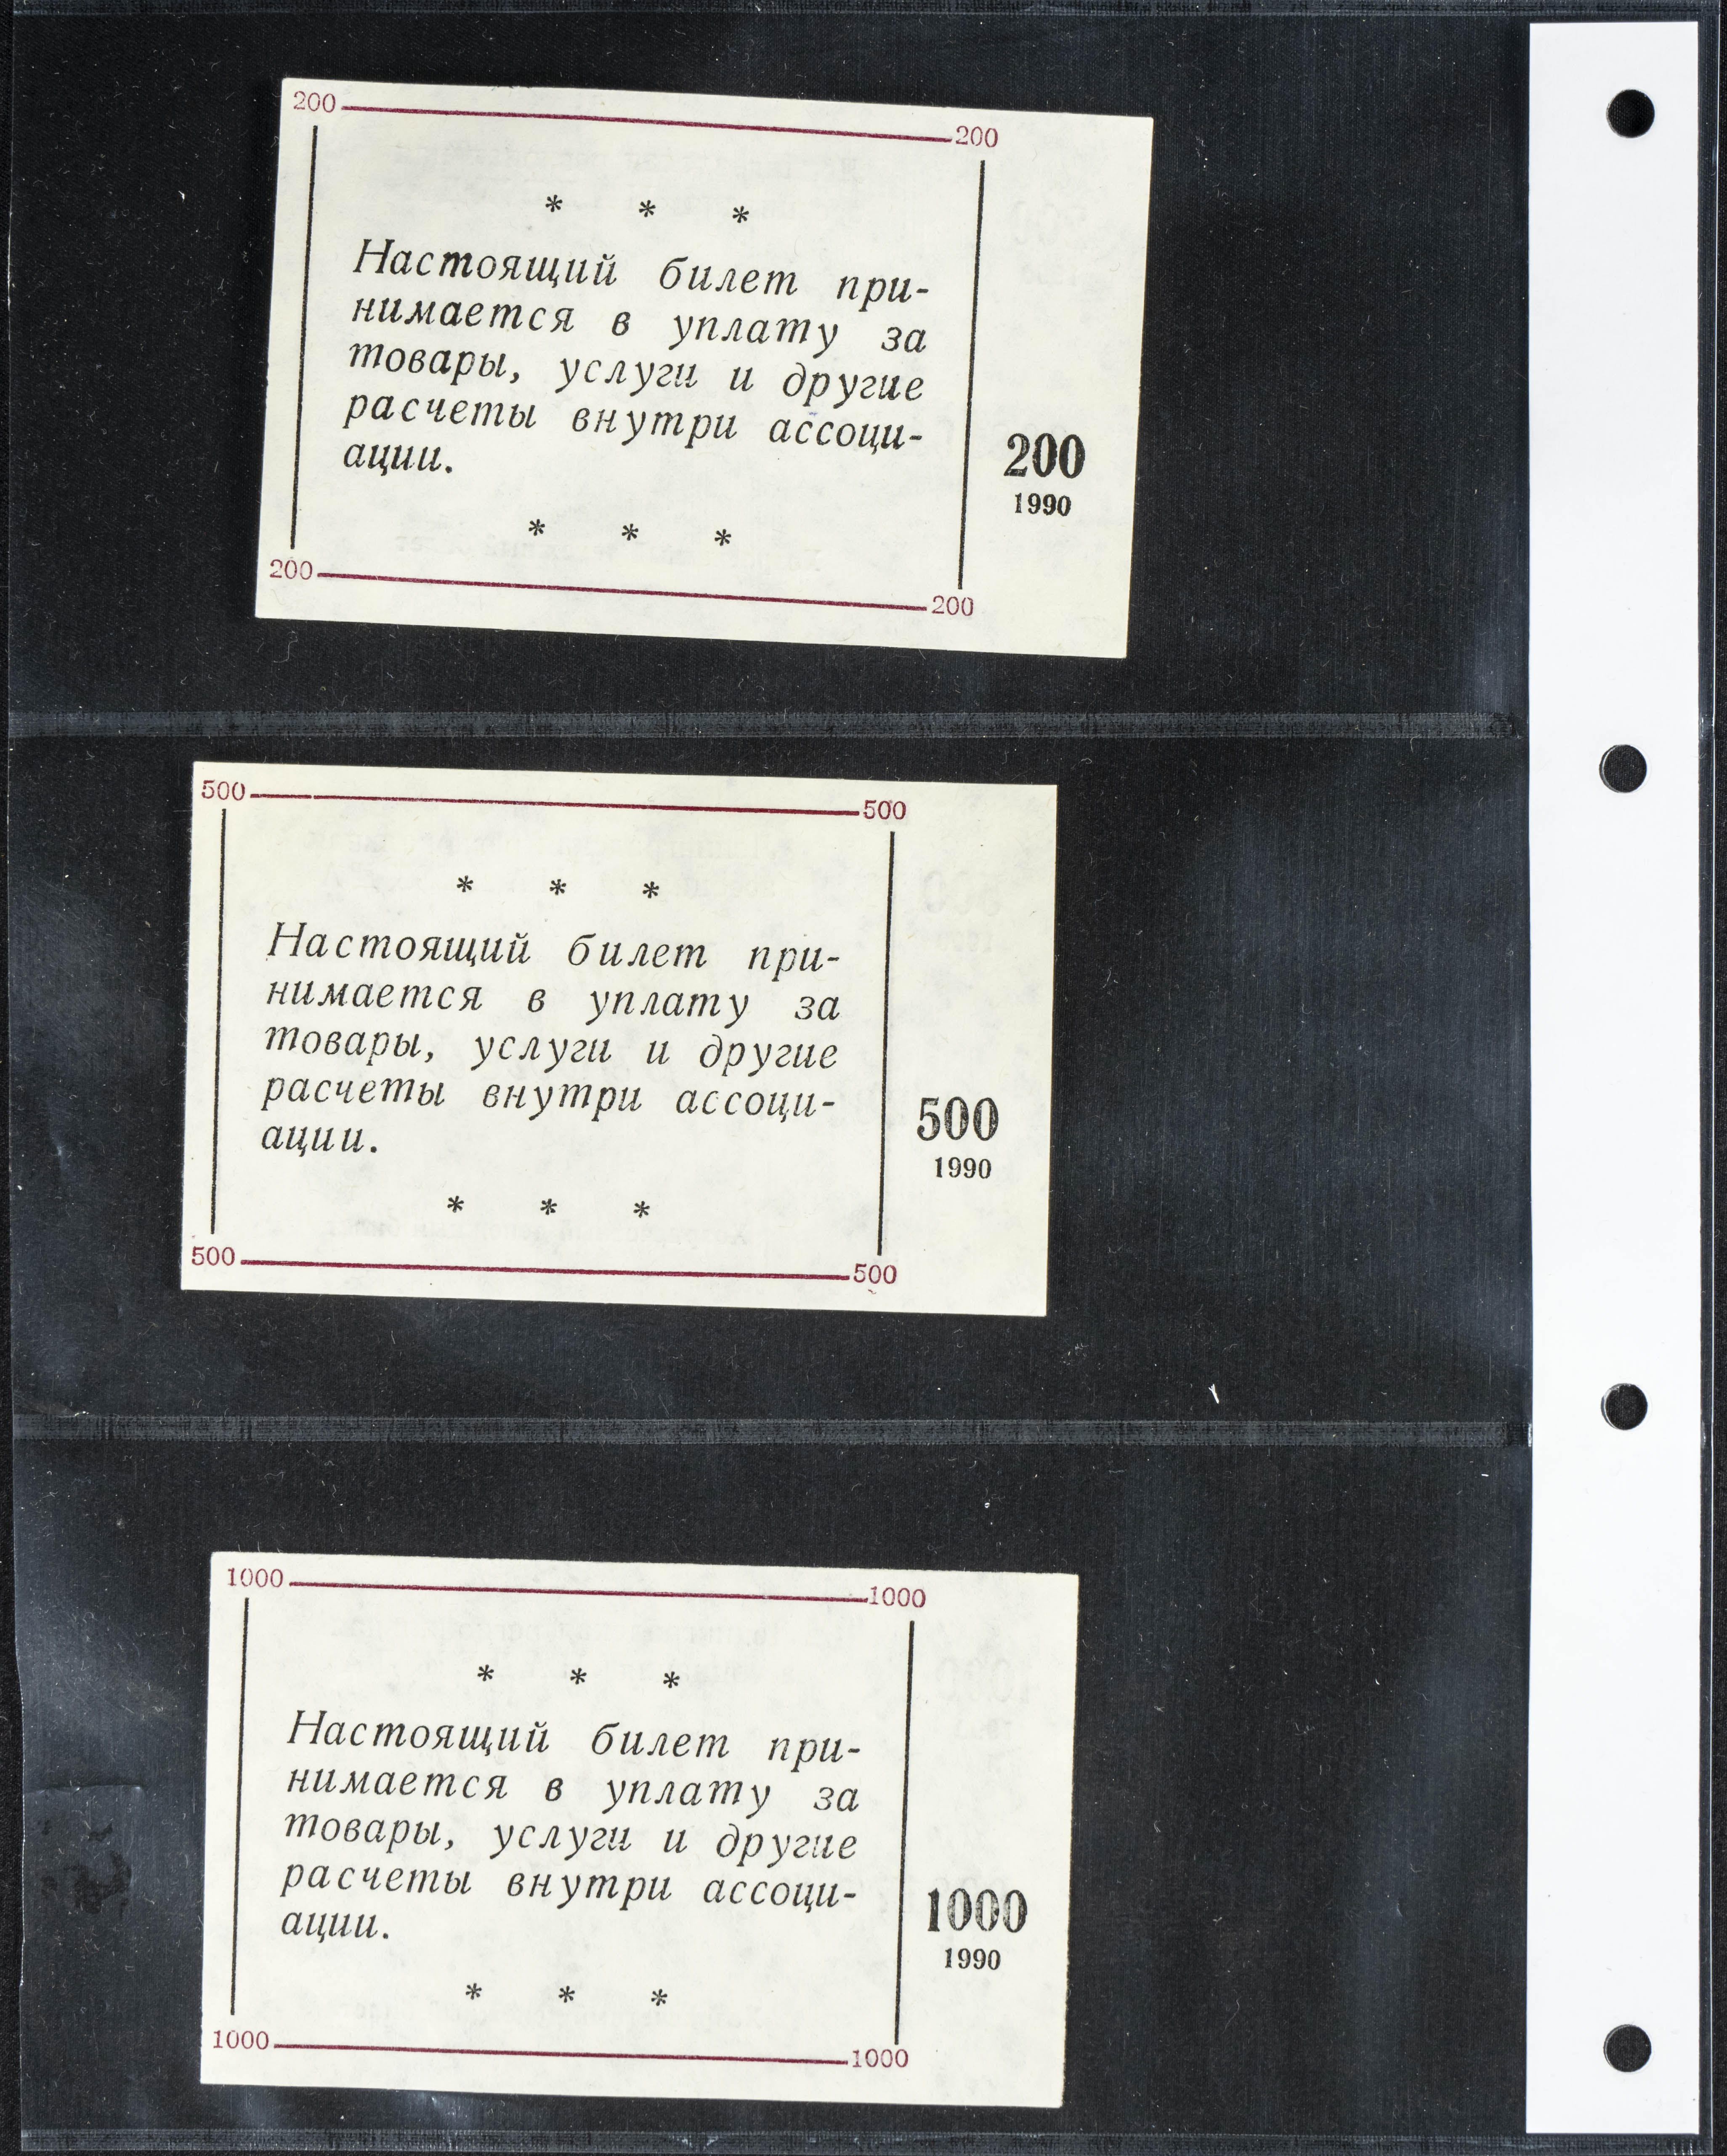 200 200
* * *
Настоящий билет при-
нимается в уплату за
товары, услуги и другие
расчеты внутри ассоци-
ации.
200
1990
* * *
200 200
500 500
* * *
Настоящий билет при-
нимается в уплату за
товары, услуги и другие
расчеты внутри ассоци-
ации.
500
1990
* * *
500 500
1000 1000
* * *
Настоящий билет при-
нимается в уплату за
товары, услуги и другие
расчеты внутри ассоци-
ации.
1000
1990
* * *
1000 1000